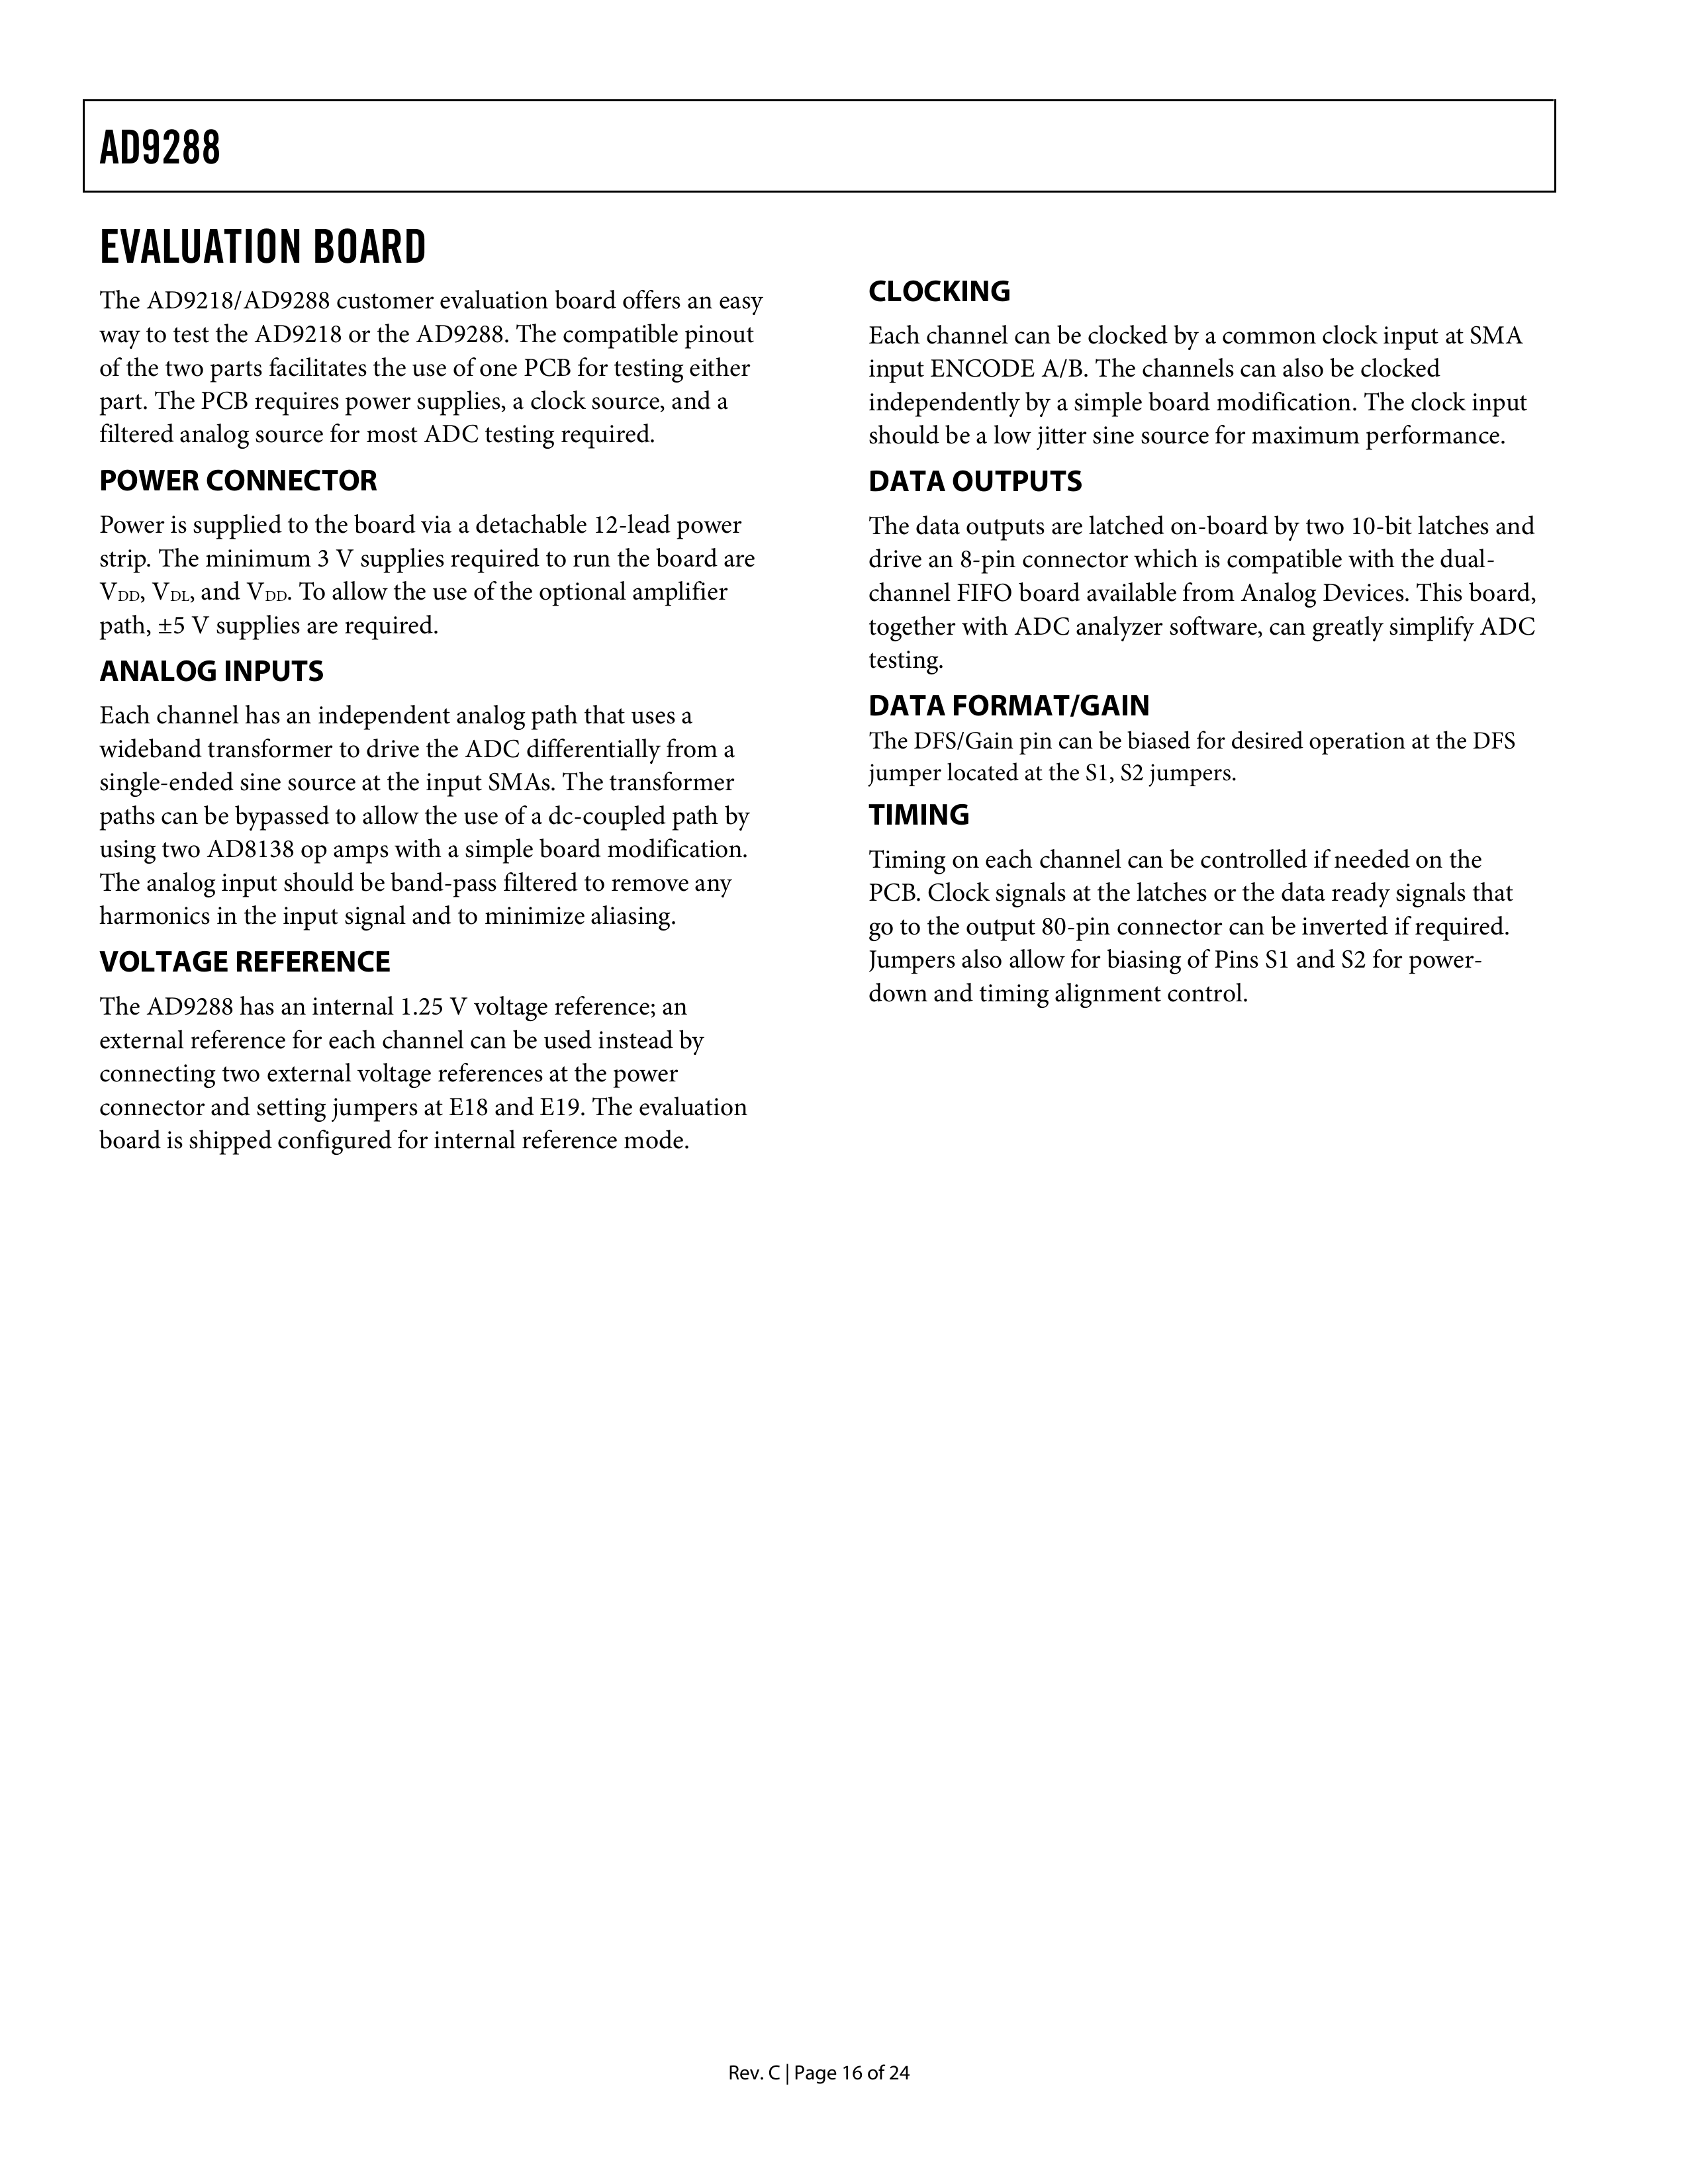 AD9288
EVALUATION BOARD
The AD9218/AD9288 customer evaluation board offers an easy
way to test the AD9218 or the AD9288. The compatible pinout
of the two parts facilitates the use of one PCB for testing either
part. The PCB requires power supplies, a clock source, and a
filtered analog source for most ADC testing required.
POWER CONNECTOR
Power is supplied to the board via a detachable 12-lead power
strip. The minimum 3 V supplies required to run the board are
VDD, VDL, and VDD. To allow the use of the optional amplifier
path, ±5 V supplies are required.
ANALOG INPUTS
Each channel has an independent analog path that uses a
wideband transformer to drive the ADC differentially from a
single-ended sine source at the input SMAs. The transformer
paths can be bypassed to allow the use of a dc-coupled path by
using two AD8138 op amps with a simple board modification.
The analog input should be band-pass filtered to remove any
harmonics in the input signal and to minimize aliasing.
VOLTAGE REFERENCE
The AD9288 has an internal 1.25 V voltage reference; an
external reference for each channel can be used instead by
connecting two external voltage references at the power
connector and setting jumpers at E18 and E19. The evaluation
board is shipped configured for internal reference mode.
CLOCKING
Each channel can be clocked by a common clock input at SMA
input ENCODE A/B. The channels can also be clocked
independently by a simple board modification. The clock input
should be a low jitter sine source for maximum performance.
DATA OUTPUTS
The data outputs are latched on-board by two 10-bit latches and
drive an 8-pin connector which is compatible with the dual-
channel FIFO board available from Analog Devices. This board,
together with ADC analyzer software, can greatly simplify ADC
testing.
DATA FORMAT/GAIN
The DFS/Gain pin can be biased for desired operation at the DFS
jumper located at the S1, S2 jumpers.
TIMING
Timing on each channel can be controlled if needed on the
PCB. Clock signals at the latches or the data ready signals that
go to the output 80-pin connector can be inverted if required.
Jumpers also allow for biasing of Pins S1 and S2 for power-
down and timing alignment control.
Rev. C | Page 16 of 24